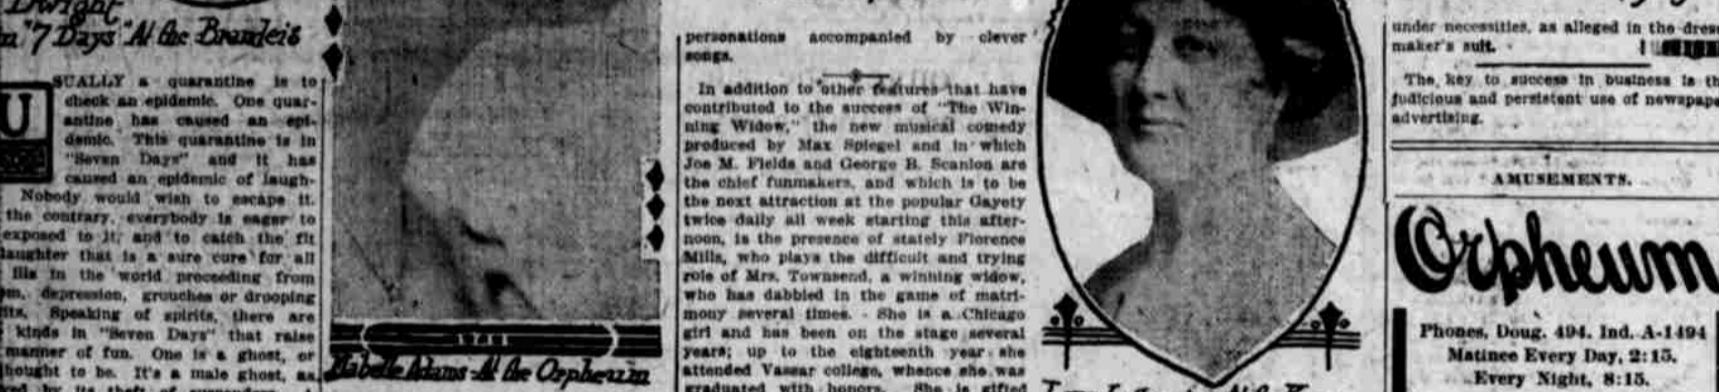 Dwight
"7 Days" At the Brandeis
USUALLY a quarantine is to
check an epidemic. One quar-
antine has caused an epi-
demic. This quarantine is in
"Seven Days" and it has
caused an epidemic of laugh-
Nobody would wish to escape it.
the contrary, everybody is eager to
exposed to it, and to catch the fit
laughter that is a sure cure for all
ills in the world proceeding from
depression, grouches or drooping
Speaking of spirits, there are
kinds in "Seven Days" that raise
manner of fun. One is a ghost, or
thought to be. It's a male ghost, as
by its theft of
Mabelle Adams-At the Orpheum
personations accompanied by clever
songs.
In addition to other features that have
contributed to the success of "The Win-
ning Widow," the new musical comedy
produced by Max Spiegel and in which
Joe M. Fields and George B. Scanlon are
the chief funmakers, and which is to be
the next attraction at the popular Gayety
twice daily all week starting this after-
noon, is the presence of stately Florence
Mills, who plays the difficult and trying
role of Mrs. Townsend, a winning widow,
who has dabbled in the game of matri-
mony several times. She is a Chicago
girl and has been on the stage several
years; up to the eighteenth year she
attended Vassar college, whence she was
graduated with honors. She is gifted
under necessities, as alleged in the dress
maker's suit.
The key to success in business is th
judicious and persistent use of newspape
advertising.
AMUSEMENTS.
Orpheum
Phones, Doug. 494. Ind. A-1494
Matinee Every Day, 2:15.
Every Night, 8:15.